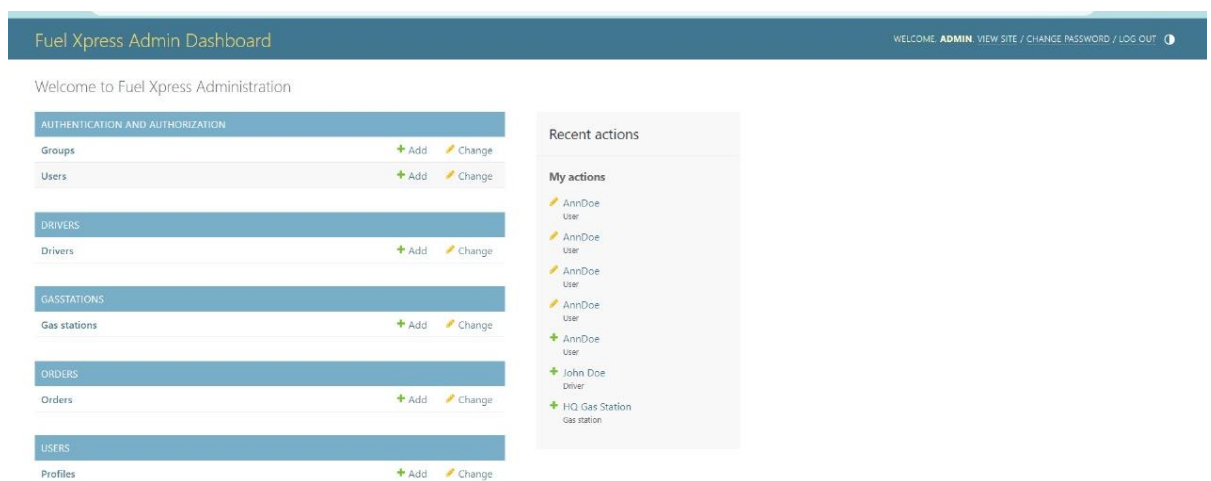 Fuel Xpress Admin Dashboard
WELCOME, ADMIN. VIEW SITE / CHANGE PASSWORD / LOG OUT
Welcome to Fuel Xpress Administration
AUTHENTICATION AND AUTHORIZATION
Groups + Add Change
Users + Add Change
DRIVERS
Drivers + Add Change
GASSTATIONS
Gas stations + Add Change
ORDERS
Orders + Add Change
USERS
Profiles + Add Change
Recent actions
My actions
AnnDoe
User
AnnDoe
User
AnnDoe
User
AnnDoe
User
+ AnnDoe
User
+ John Doe
Driver
+ HQ Gas Station
Gas station